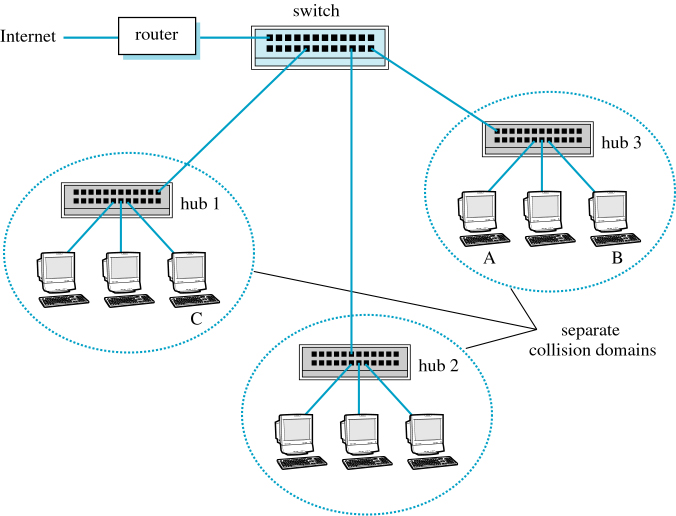 switch
Internet
router
hub 3
hub 1
A
B
C
separate
collision domains
hub 2